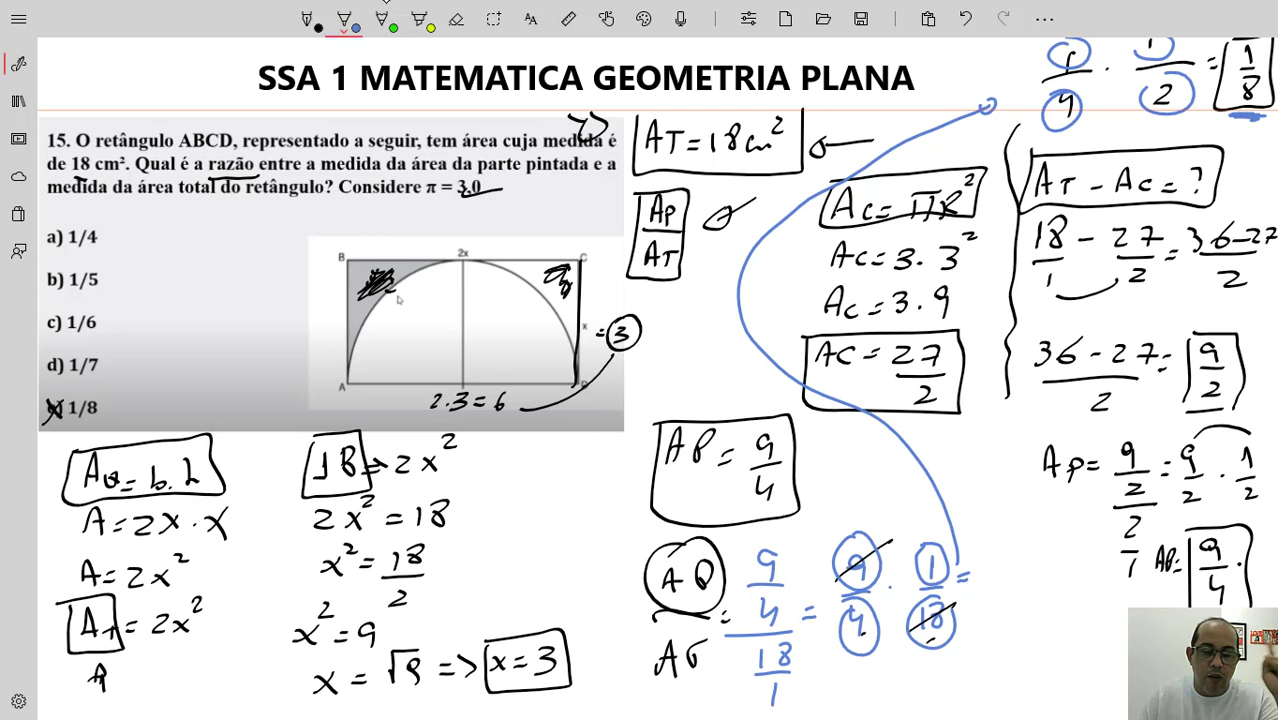 SSA 1 MATEMATICA GEOMETRIA PLANA
15. O retângulo ABCD, representado a seguir, tem área cuja medida é
de 18 cm². Qual é a razão entre a medida da área da parte pintada e a
medida da área total do retângulo? Considere π = 3,0
a) 1/4
b) 1/5
c) 1/6
d) 1/7
1/8
B 2x C
x = 3
A
2.3 = 6
AT = 18cm²
AP
AT
Ac = πR²
Ac = 3.3²
Ac = 3.9
AC = 27
2
4 · 2 = 1
8
AT - AC = ?
18 - 27 = 36-27
1 2 2
36-27 = 9
2 2
Ap = 9 = 9 · 1
2 2 2
2
1
9
4
A = b.h
A = 2x.x
A = 2x²
AT = 2x²
18 => 2x²
2x² = 18
x² = 18
2
x² = 9
x = √9 => x = 3
AP = 9
4
9
4 = 9 · 1 =
18 4 18
1